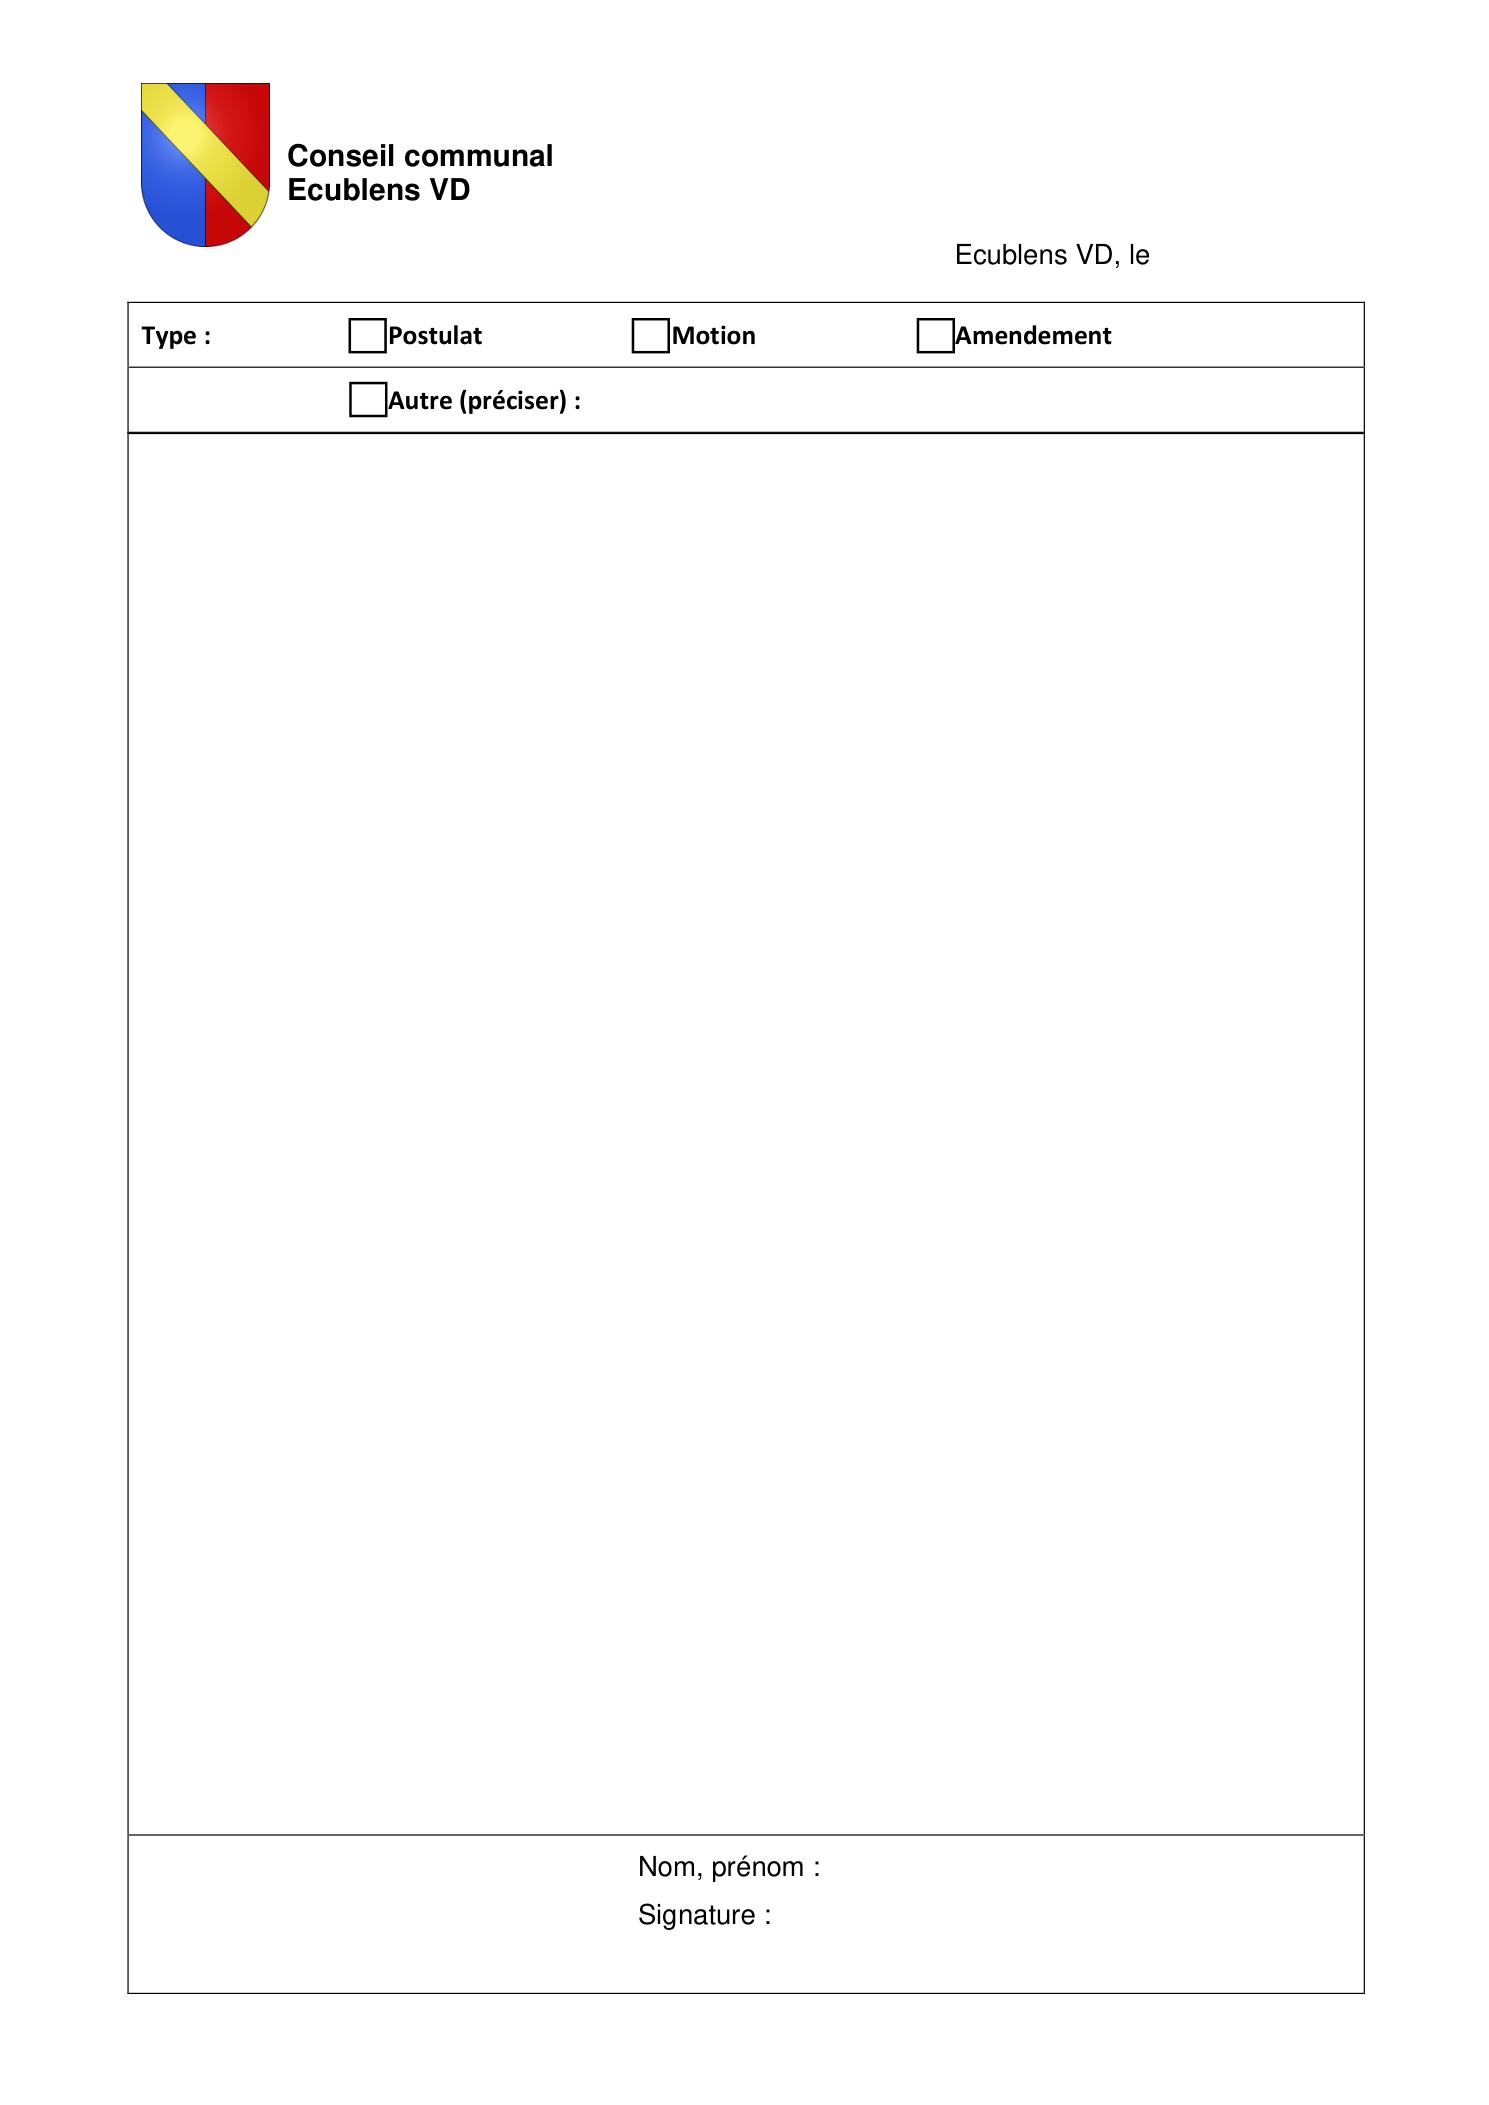 Conseil communal
Ecublens VD
Ecublens VD, le
Type : Postulat Motion Amendement
Autre (préciser) :
Nom, prénom :
Signature :